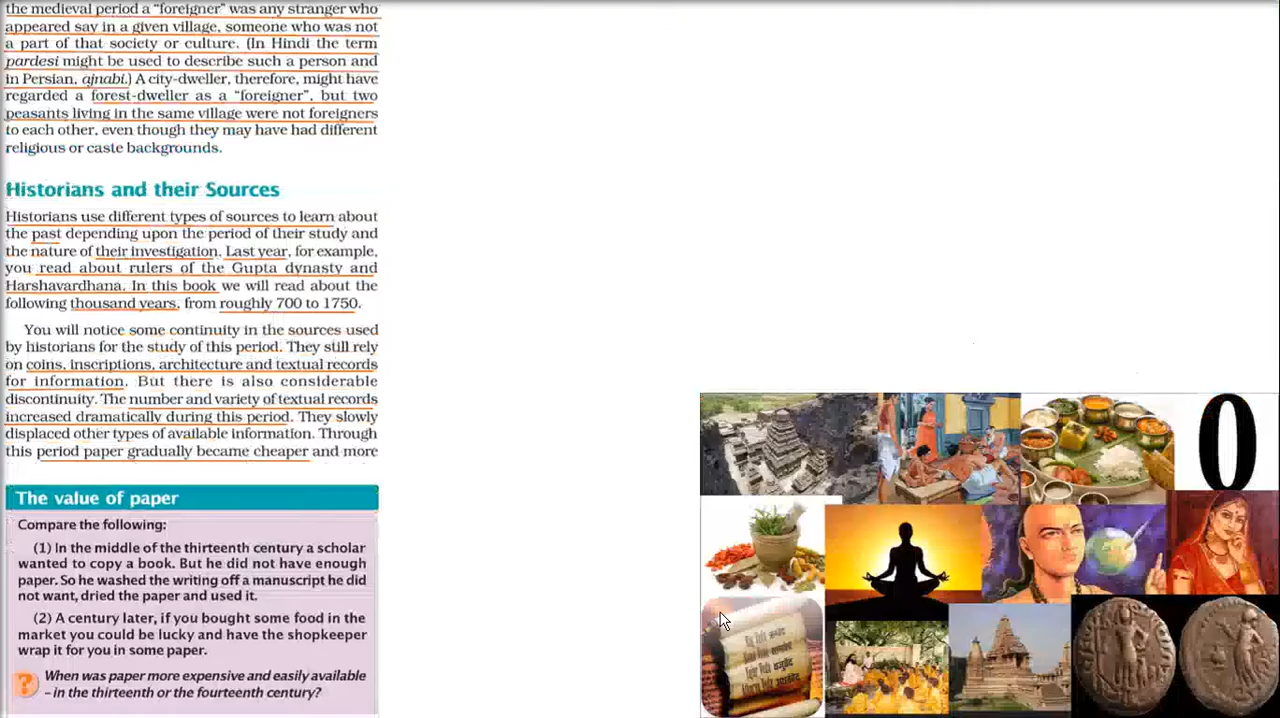 the medieval period a “foreigner” was any stranger who
appeared say in a given village, someone who was not
a part of that society or culture. (In Hindi the term
pardesi might be used to describe such a person and
in Persian, ajnabi.) A city-dweller, therefore, might have
regarded a forest-dweller as a “foreigner”, but two
peasants living in the same village were not foreigners
to each other, even though they may have had different
religious or caste backgrounds.
Historians and their Sources
Historians use different types of sources to learn about
the past depending upon the period of their study and
the nature of their investigation. Last year, for example,
you read about rulers of the Gupta dynasty and
Harshavardhana. In this book we will read about the
following thousand years, from roughly 700 to 1750.
You will notice some continuity in the sources used
by historians for the study of this period. They still rely
on coins, inscriptions, architecture and textual records
for information. But there is also considerable
discontinuity. The number and variety of textual records
increased dramatically during this period. They slowly
displaced other types of available information. Through
this period paper gradually became cheaper and more
The value of paper
Compare the following:
(1) In the middle of the thirteenth century a scholar
wanted to copy a book. But he did not have enough
paper. So he washed the writing off a manuscript he did
not want, dried the paper and used it.
(2) A century later, if you bought some food in the
market you could be lucky and have the shopkeeper
wrap it for you in some paper.
? When was paper more expensive and easily available
– in the thirteenth or the fourteenth century?
0